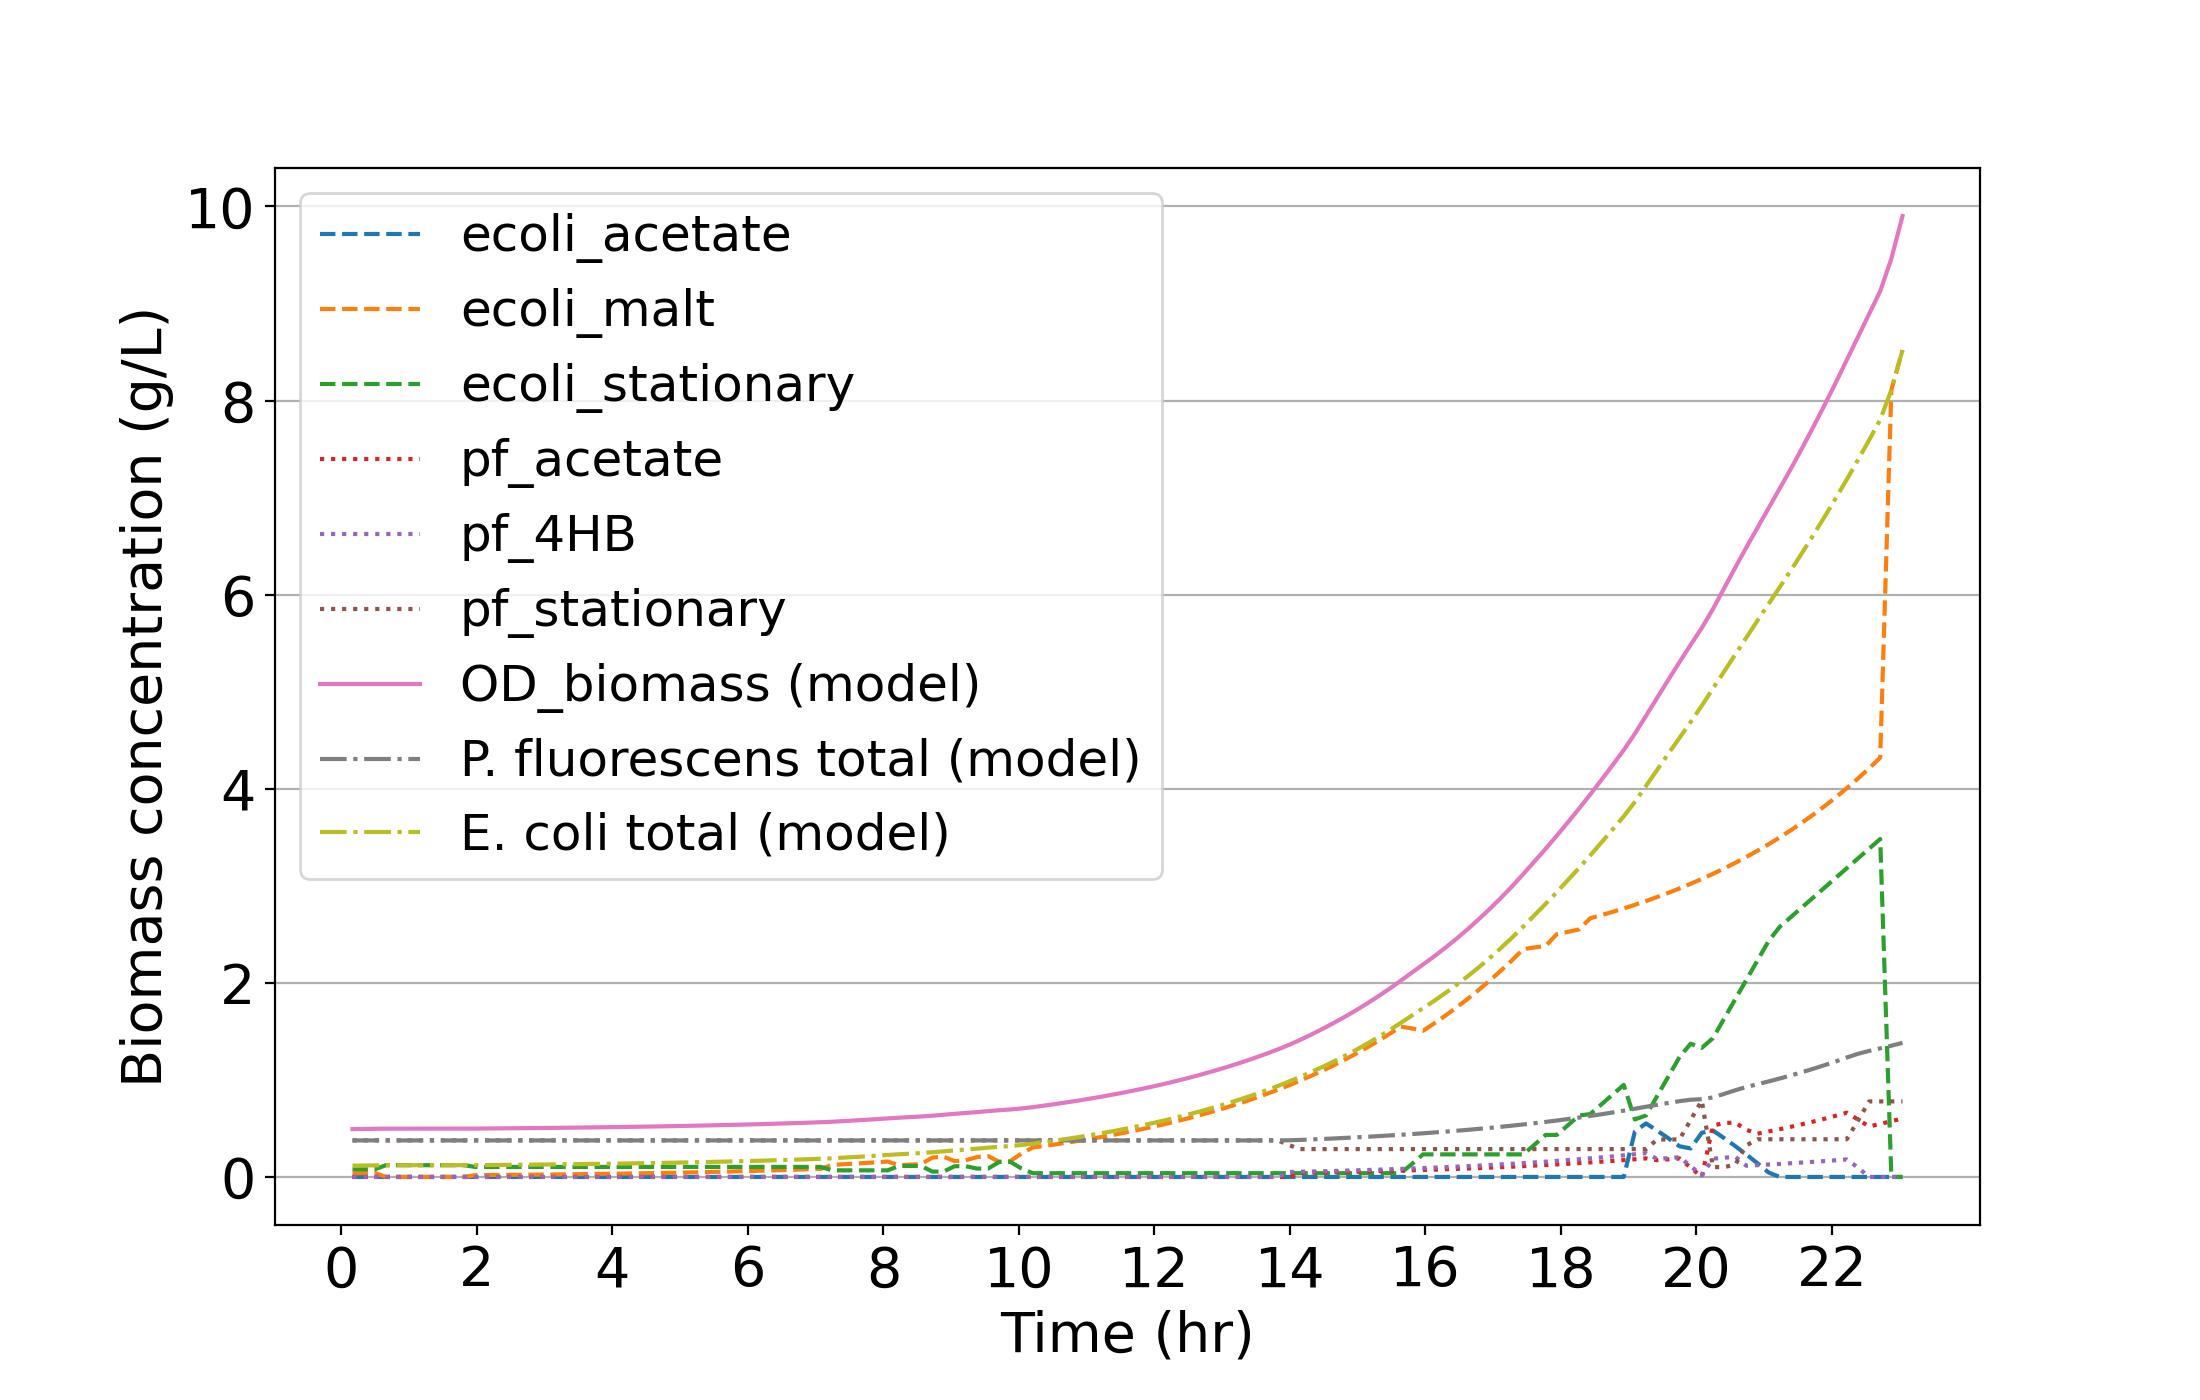 10
8
6
4
2
0
Biomass concentration (g/L)
ecoli_acetate
ecoli_malt
ecoli_stationary
pf_acetate
pf_4HB
pf_stationary
OD_biomass (model)
P. fluorescens total (model)
E. coli total (model)
0 2 4 6 8 10 12 14 16 18 20 22
Time (hr)